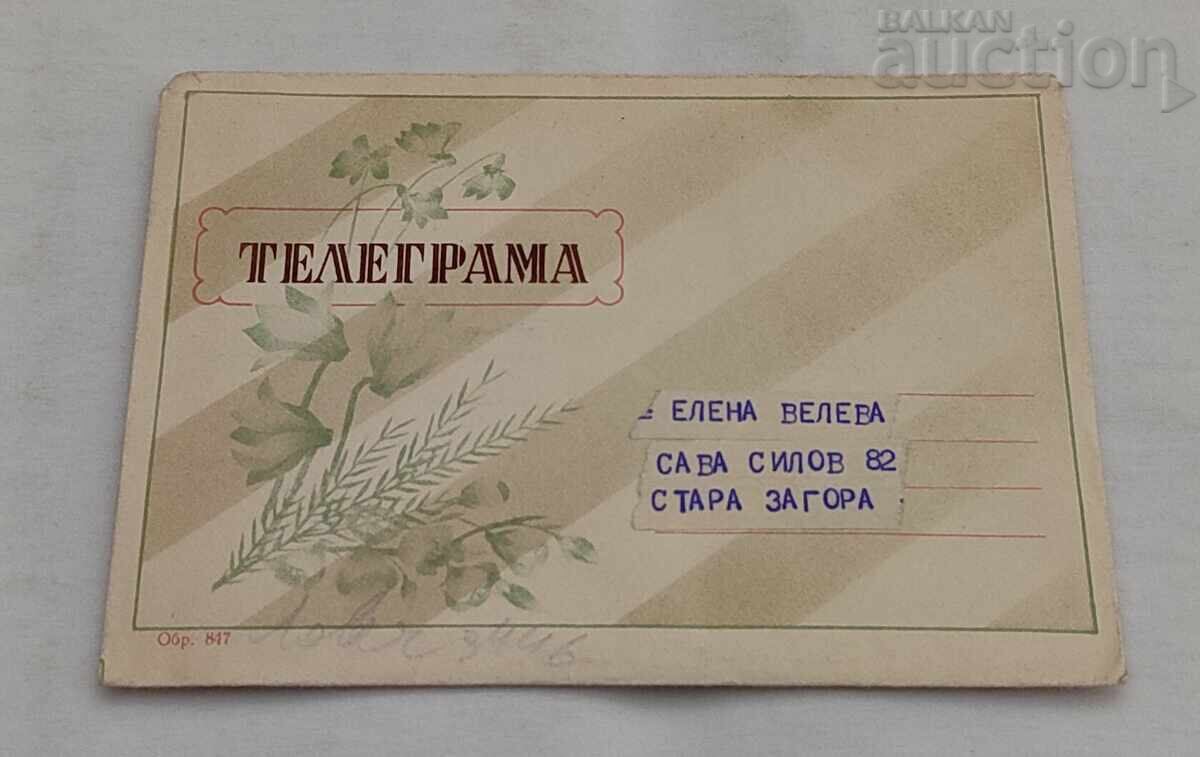 BALKAN
auction
ТЕЛЕГРАМА
= ЕЛЕНА ВЕЛЕВА
САВА СИЛОВ 82
СТАРА ЗАГОРА
Обр. 847